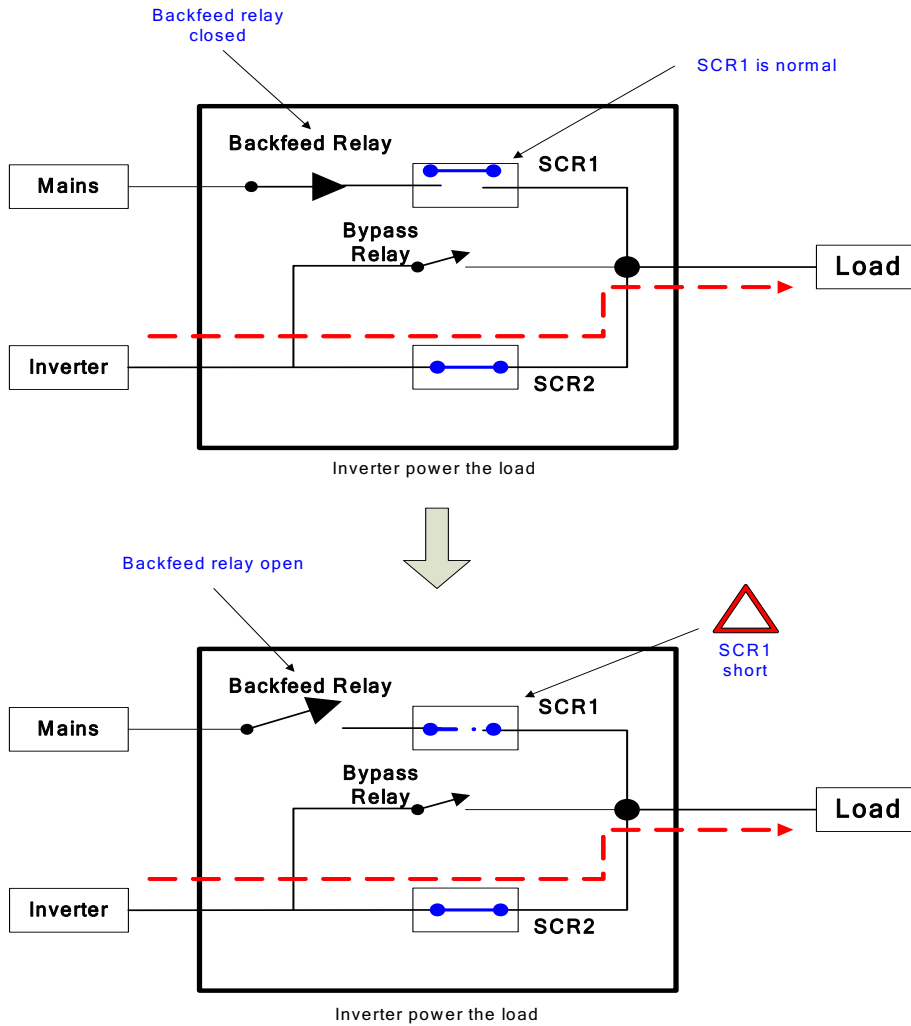 Backfeed relay
closed
SCR1 is normal
Backfeed Relay
SCR1
Mains
Bypass
Relay
Load
Inverter
SCR2
Inverter power the load
Backfeed relay open
SCR1
short
Backfeed Relay
SCR1
Mains
Bypass
Relay
Load
Inverter
SCR2
Inverter power the load